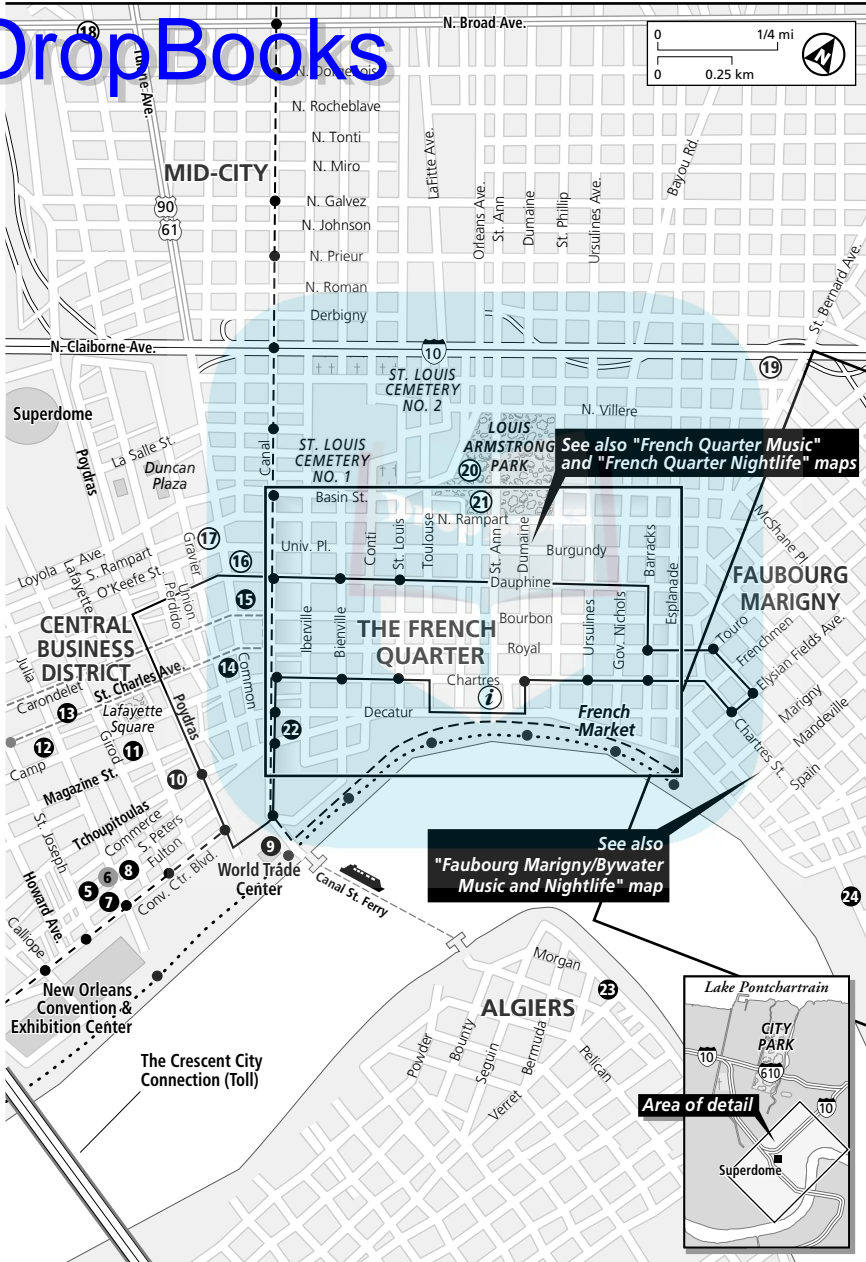 DropBooks
18
Tulane Ave.
N. Broad Ave.
0 1/4 mi
0 0.25 km
N
N. Dorgenois
N. Rocheblave
N. Tonti
N. Miro
MID-CITY
N. Galvez
90
61
N. Johnson
N. Prieur
N. Roman
Derbigny
LaFitte Ave.
Orleans Ave.
St. Ann
Dumaine
St. Phillip
Ursulines Ave.
Bayou Rd.
St. Bernard Ave.
N. Claiborne Ave.
10
19
ST. LOUIS
CEMETERY
NO. 2
Superdome
N. Villere
LOUIS
ARMSTRONG
PARK
20
21
See also "French Quarter Music"
and "French Quarter Nightlife" maps
Poydras
La Salle St.
Duncan
Plaza
Canal
ST. LOUIS
CEMETERY
NO. 1
Basin St.
N. Rampart
17
Gravier
16
Univ. Pl.
Conti
St. Louis
Toulouse
St. Ann
Dumaine
Burgundy
Barracks
Esplanade
McShane Pl.
Loyola Ave.
Lafayette
S. Rampart
O'Keefe St.
Union
Perdido
15
Dauphine
FAUBOURG
MARIGNY
CENTRAL
BUSINESS
DISTRICT
Iberville
Bienville
THE FRENCH
QUARTER
Bourbon
Royal
Ursulines
Gov. Nichols
Touro
Frenchmen
Elysian Fields Ave.
Marigny
Mandeville
Julia
St. Charles Ave.
Carondelet
14
Common
Chartres
i
Decatur
French
Market
Chartres St.
Spain
13
Lafayette
Square
Poydras
12
Camp
Girod
11
22
Magazine St.
10
Tchoupitoulas
Commerce
S. Peters
Fulton
St. Joseph
Conv. Ctr. Blvd.
5
6
8
7
Howard Ave.
Calliope
9
World Trade
Center
Canal St. Ferry
See also
"Faubourg Marigny/Bywater
Music and Nightlife" map
24
New Orleans
Convention &
Exhibition Center
The Crescent City
Connection (Toll)
Morgan
23
ALGIERS
Powder
Bounty
Seguin
Bermuda
Pelican
Verret
Lake Pontchartrain
CITY
PARK
10
610
10
Area of detail
Superdome